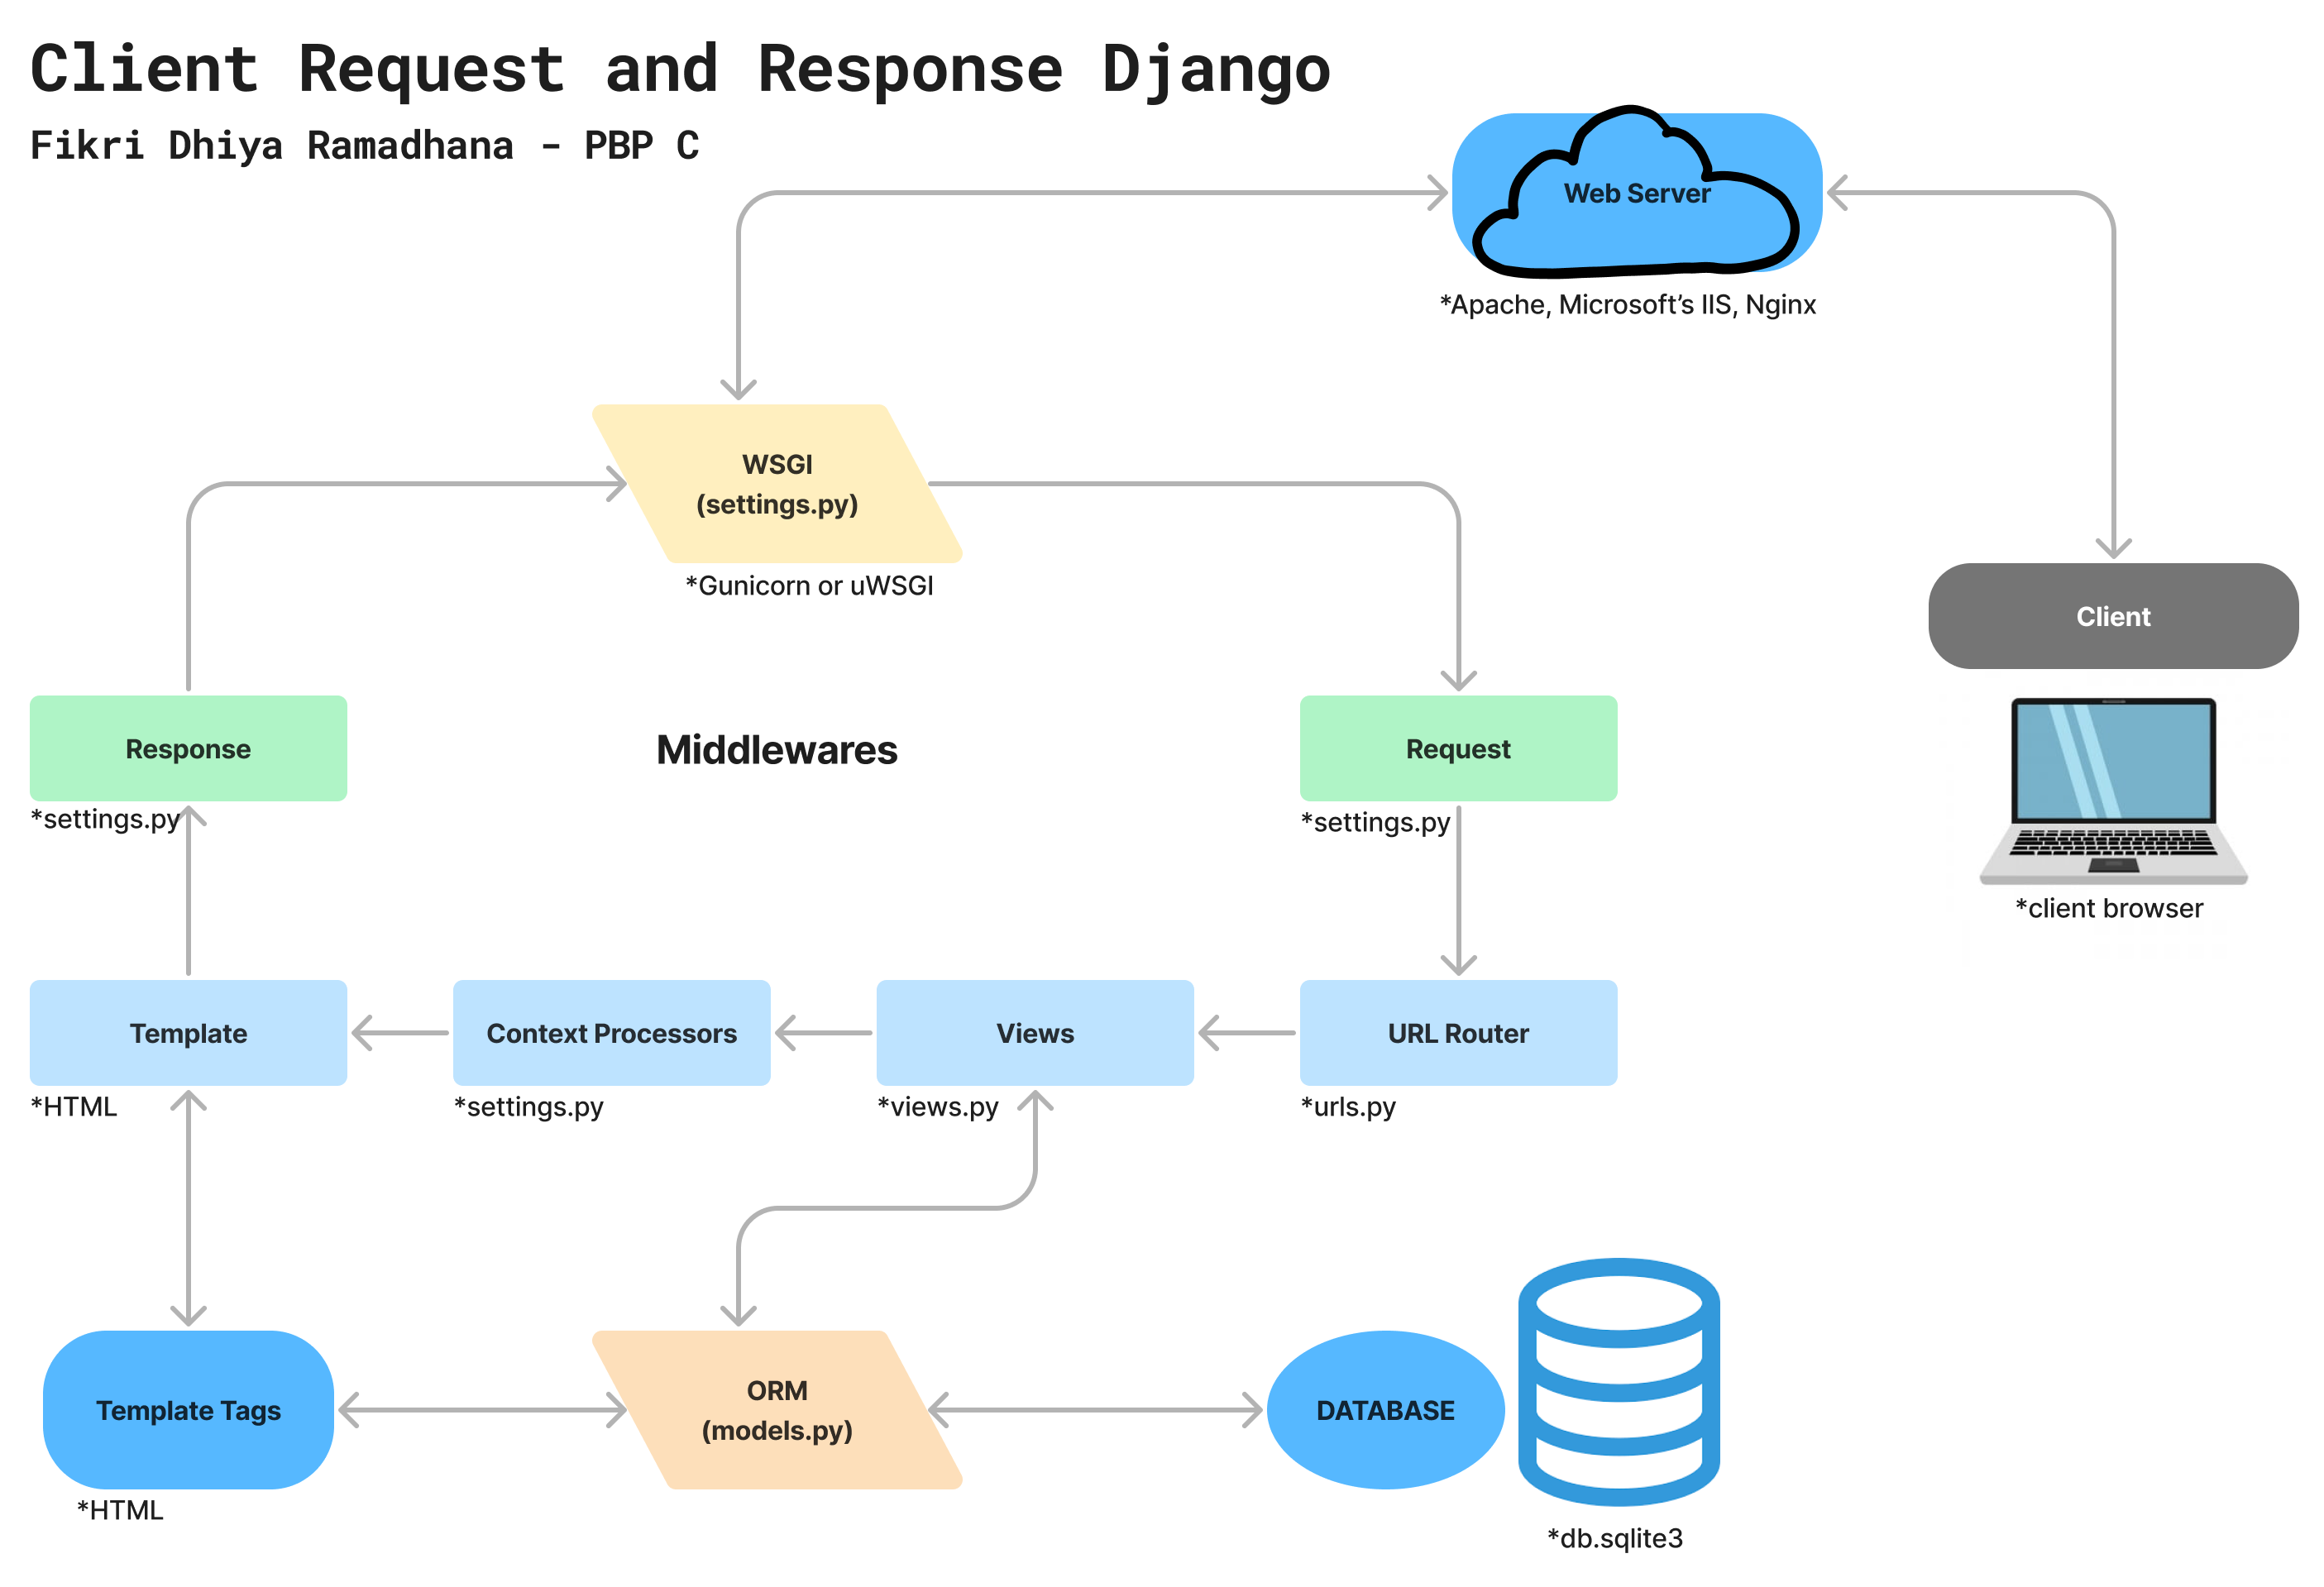 Client Request and Response Django
Fikri Dhiya Ramadhana - PBP C
Web Server
*Apache, Microsoft's IIS, Nginx
WSGI
(settings.py)
*Gunicorn or uWSGI
Client
*client browser
Response
*settings.py
Middlewares
Request
*settings.py
Template
*HTML
Context Processors
*settings.py
Views
*views.py
URL Router
*urls.py
Template Tags
*HTML
ORM
(models.py)
DATABASE
*db.sqlite3